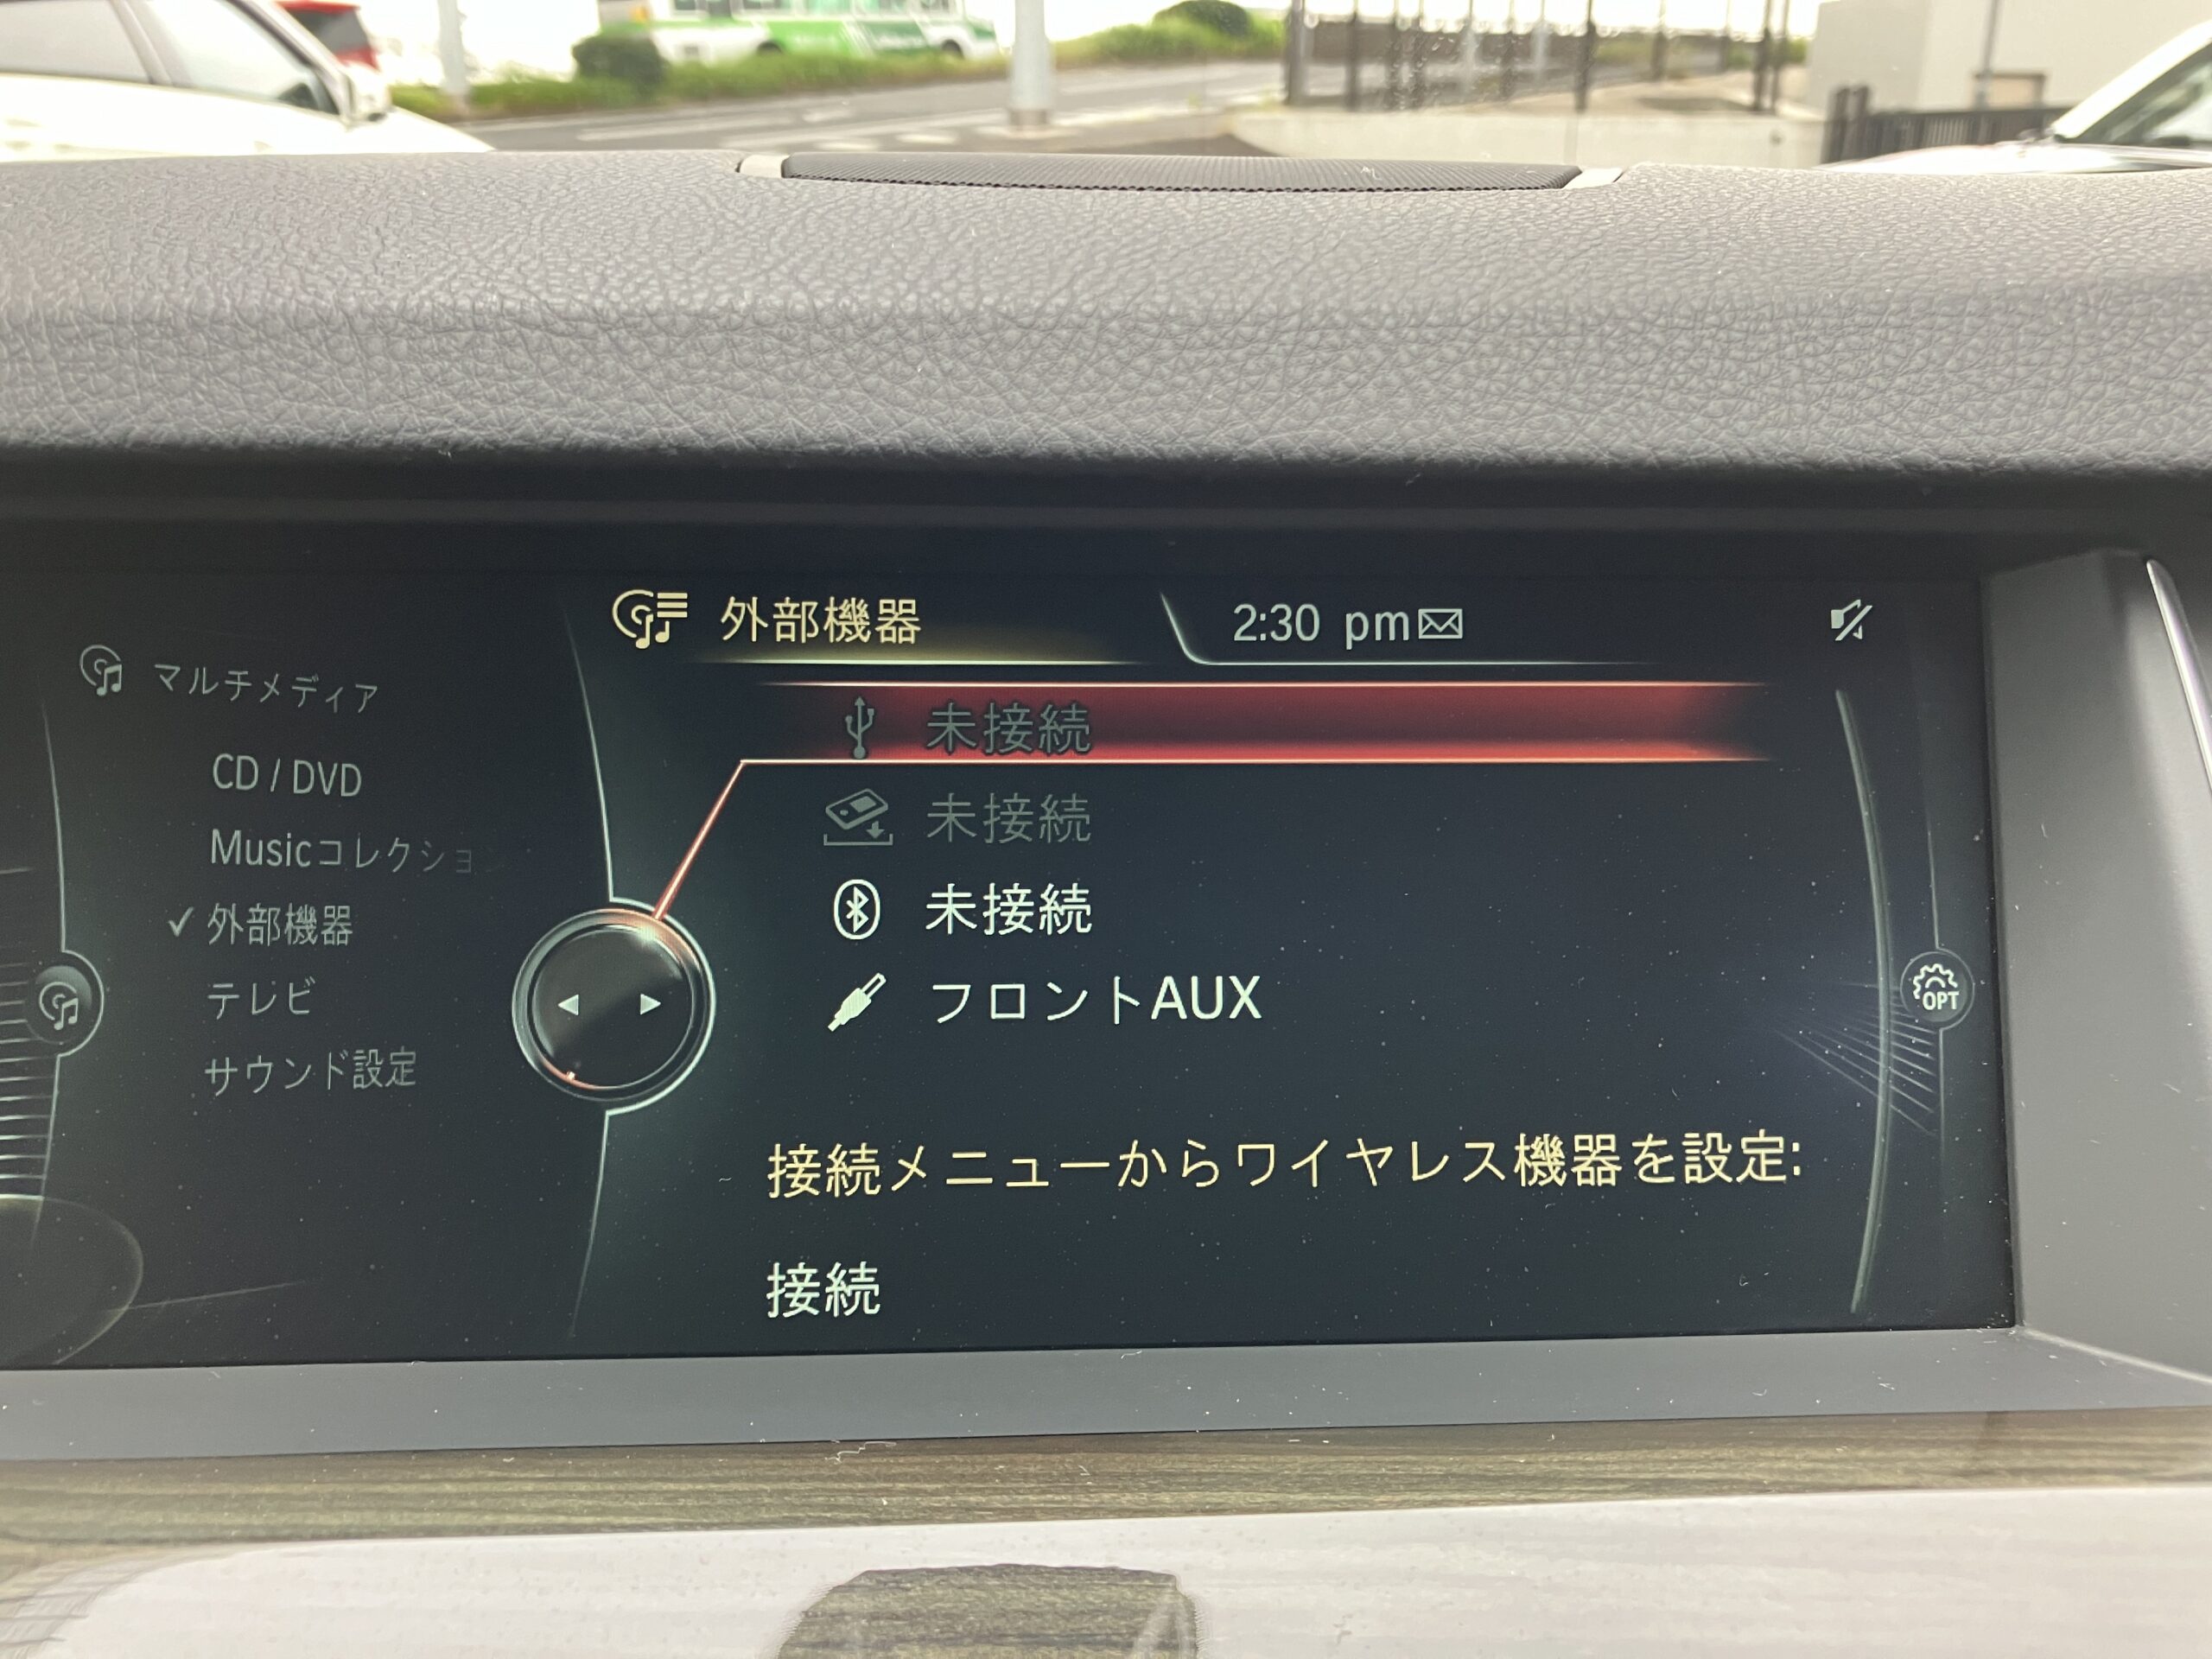 外部機器
2:30 pm
マルチメディア
CD / DVD
Musicコレクション
✓ 外部機器
テレビ
サウンド設定
未接続
未接続
未接続
フロントAUX
接続メニューからワイヤレス機器を設定:
接続
OPT